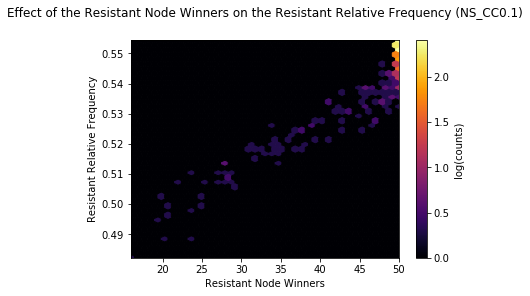 Effect of the Resistant Node Winners on the Resistant Relative Frequency (NS_CC0.1)
0.55
0.54
0.53
0.52
0.51
0.50
0.49
Resistant Relative Frequency
20 25 30 35 40 45 50
Resistant Node Winners
2.0
1.5
1.0
0.5
0.0
log(counts)